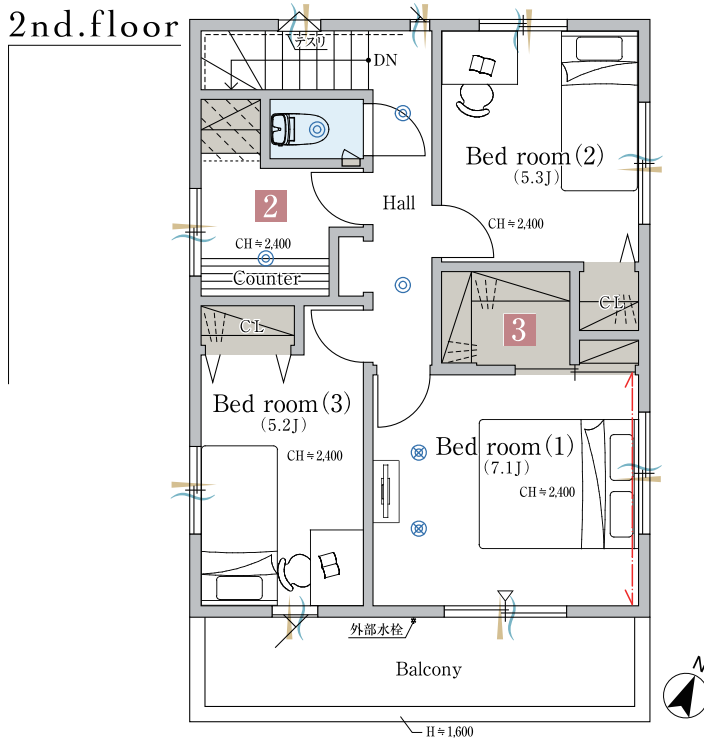 2nd.floor
テスリ
DN
Bed room(2)
(5.3J)
CH≒2,400
2
Hall
CH≒2,400
Counter
CL
3
CL
Bed room(3)
(5.2J)
CH≒2,400
Bed room(1)
(7.1J)
CH≒2,400
外部水栓
Balcony
N
H≒1,600